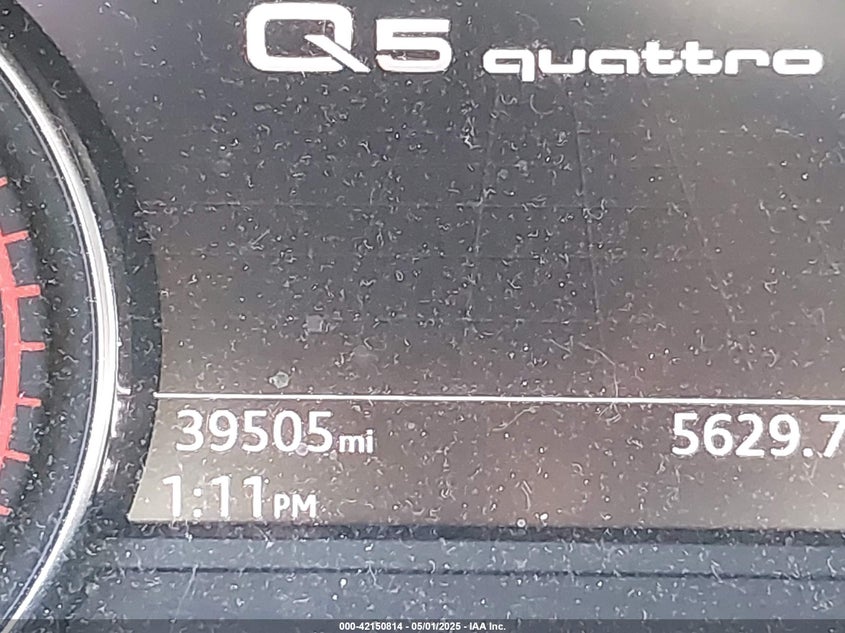 Q5 quattro
39505 mi 5629.7
1:11 PM
000-42150814 - 05/01/2025 - IAA Inc.